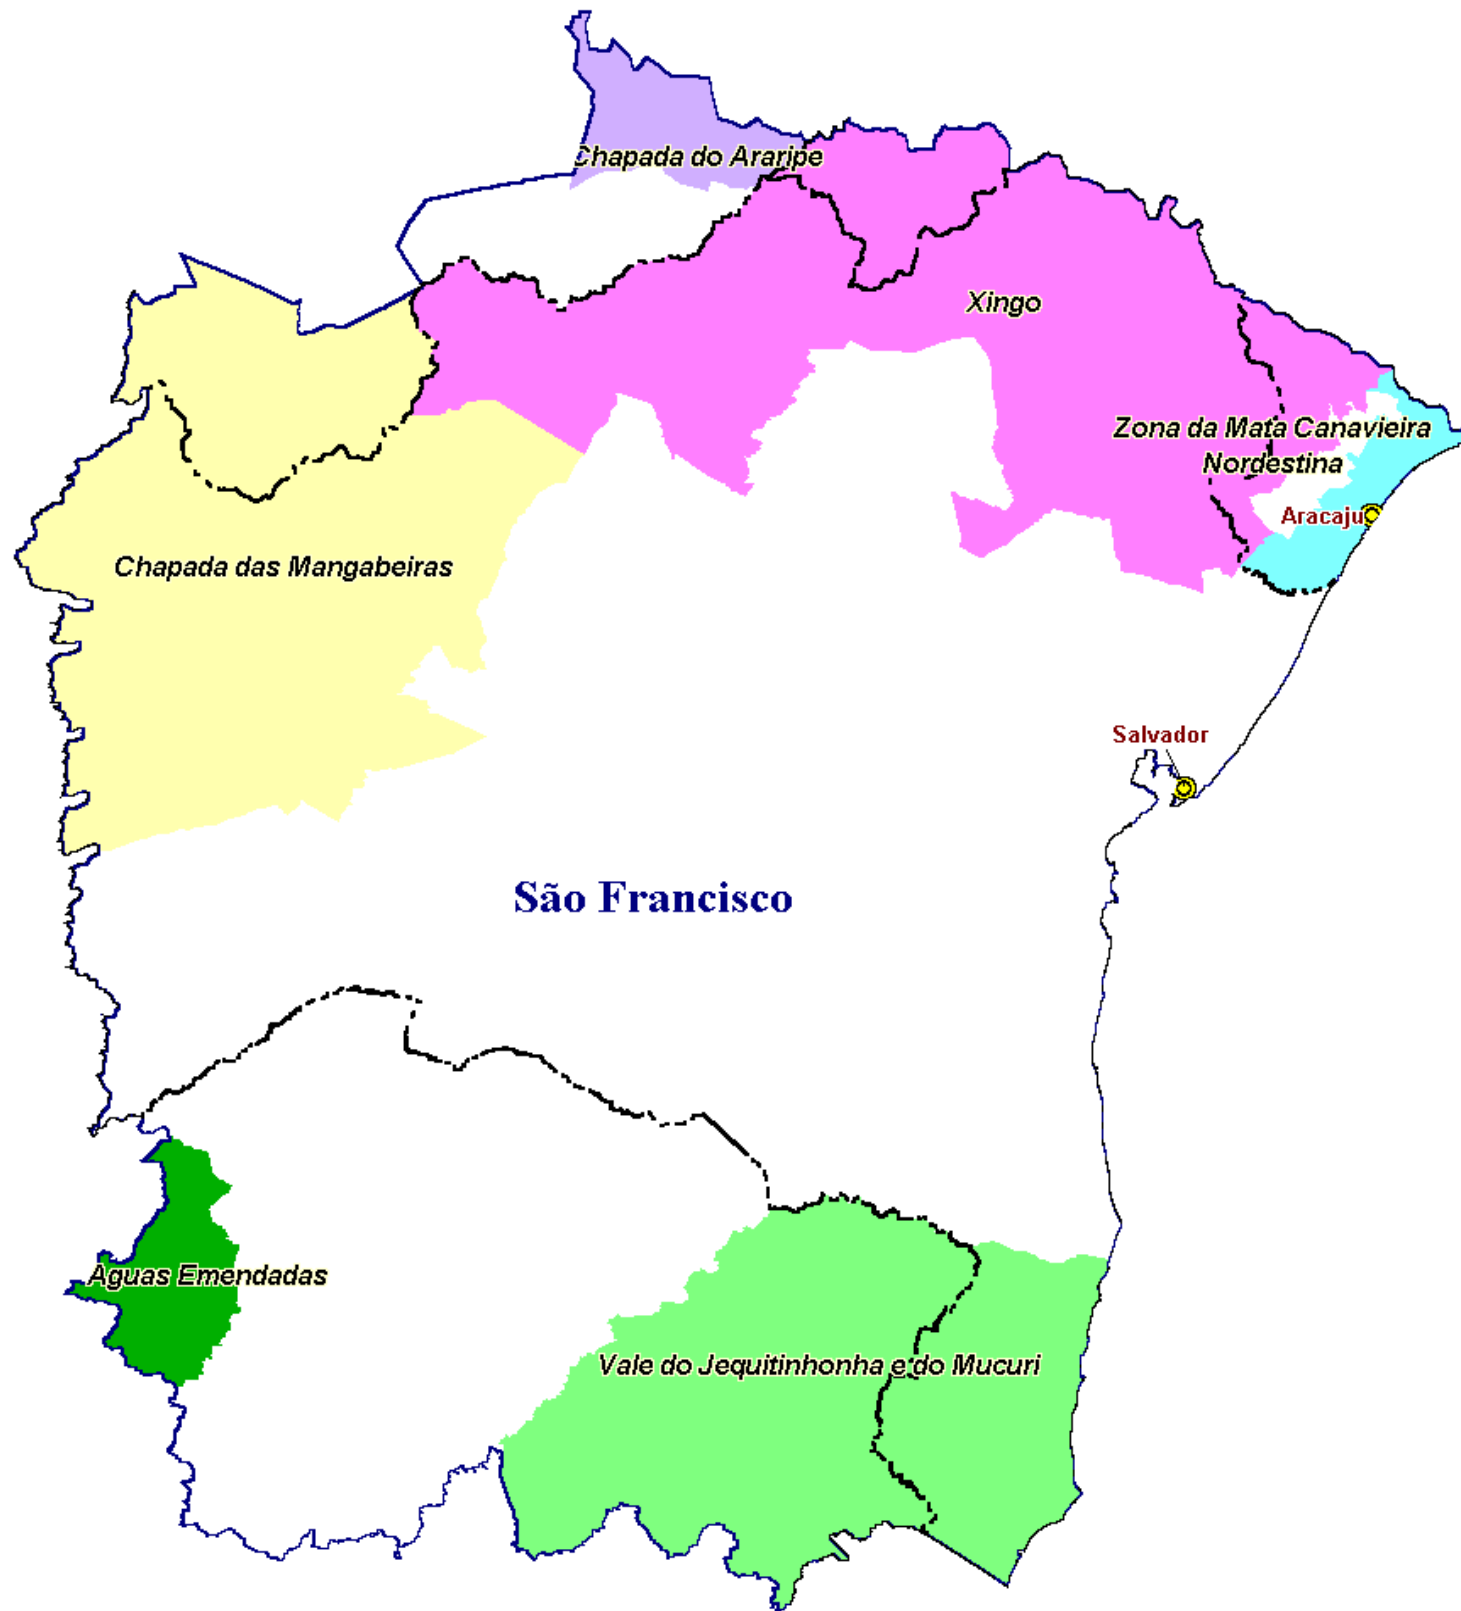 Chapada do Araripe
Xingo
Zona da Mata Canavieira
Nordestina
Aracaju
Chapada das Mangabeiras
Salvador
São Francisco
Aguas Emendadas
Vale do Jequitinhonha e do Mucuri